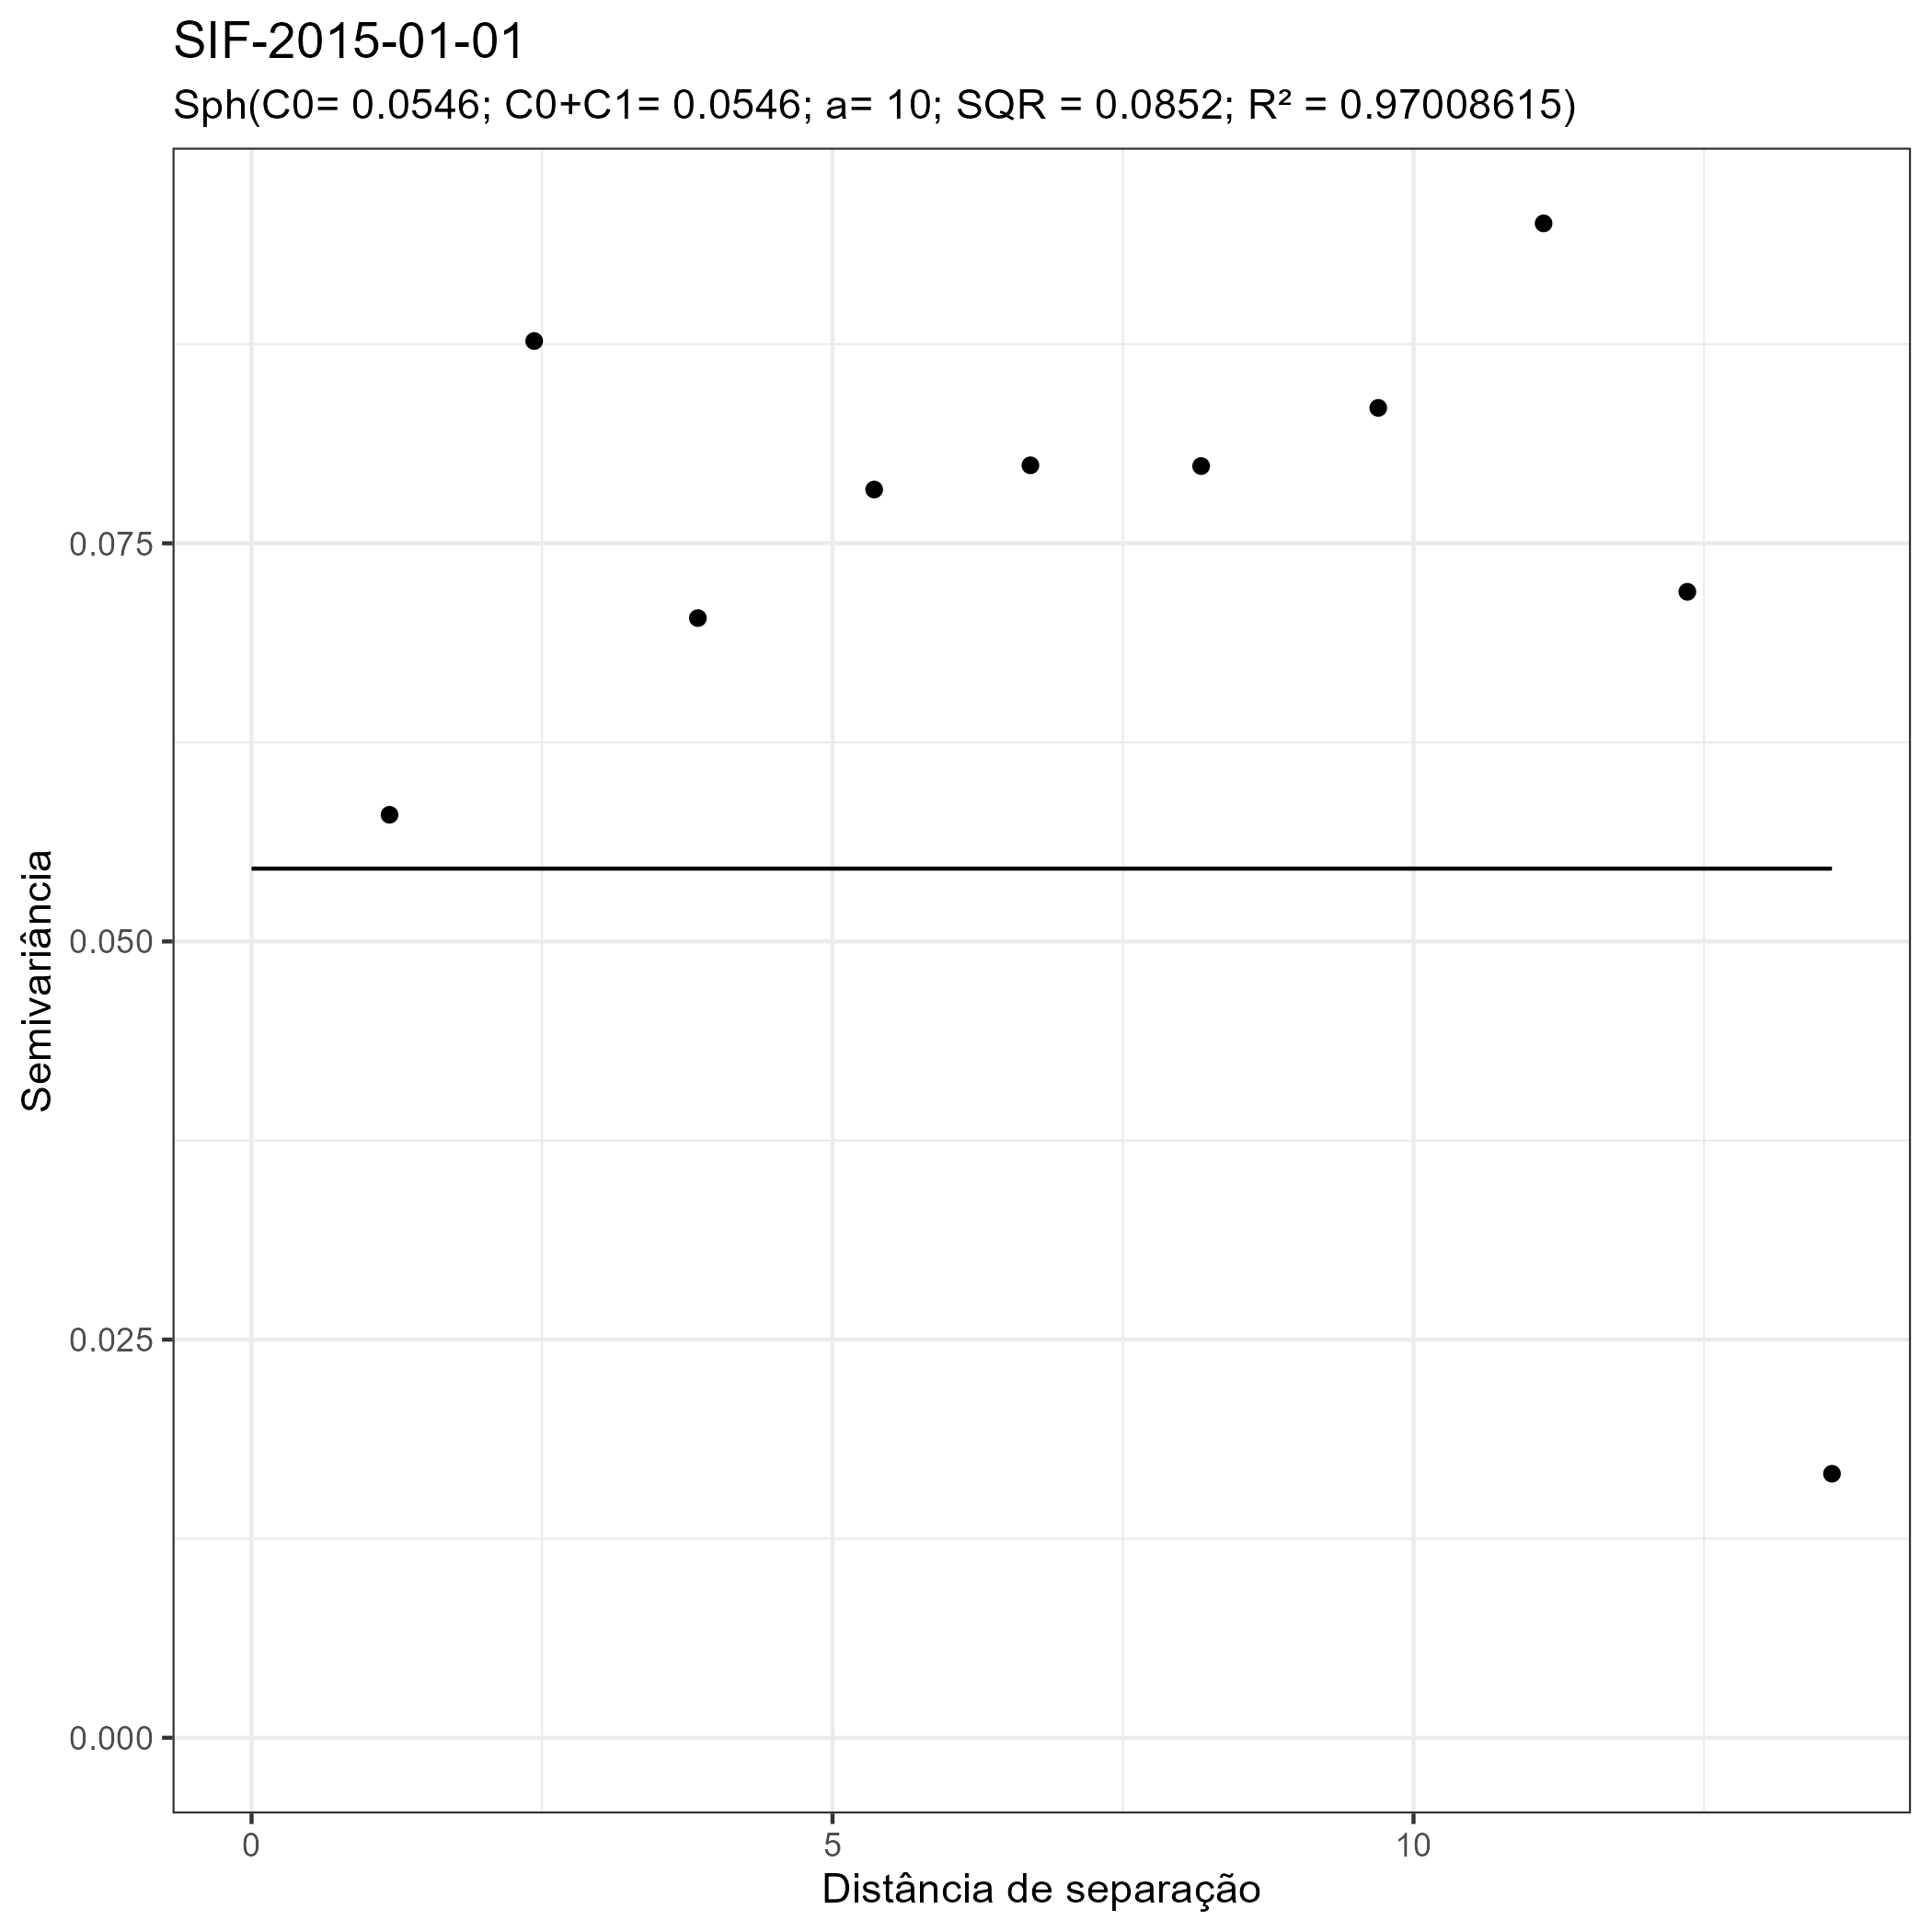 SIF-2015-01-01
Sph(C0= 0.0546; C0+C1= 0.0546; a= 10; SQR = 0.0852; R² = 0.97008615)
Semivariância
0.075
0.050
0.025
0.000
0 5 10
Distância de separação